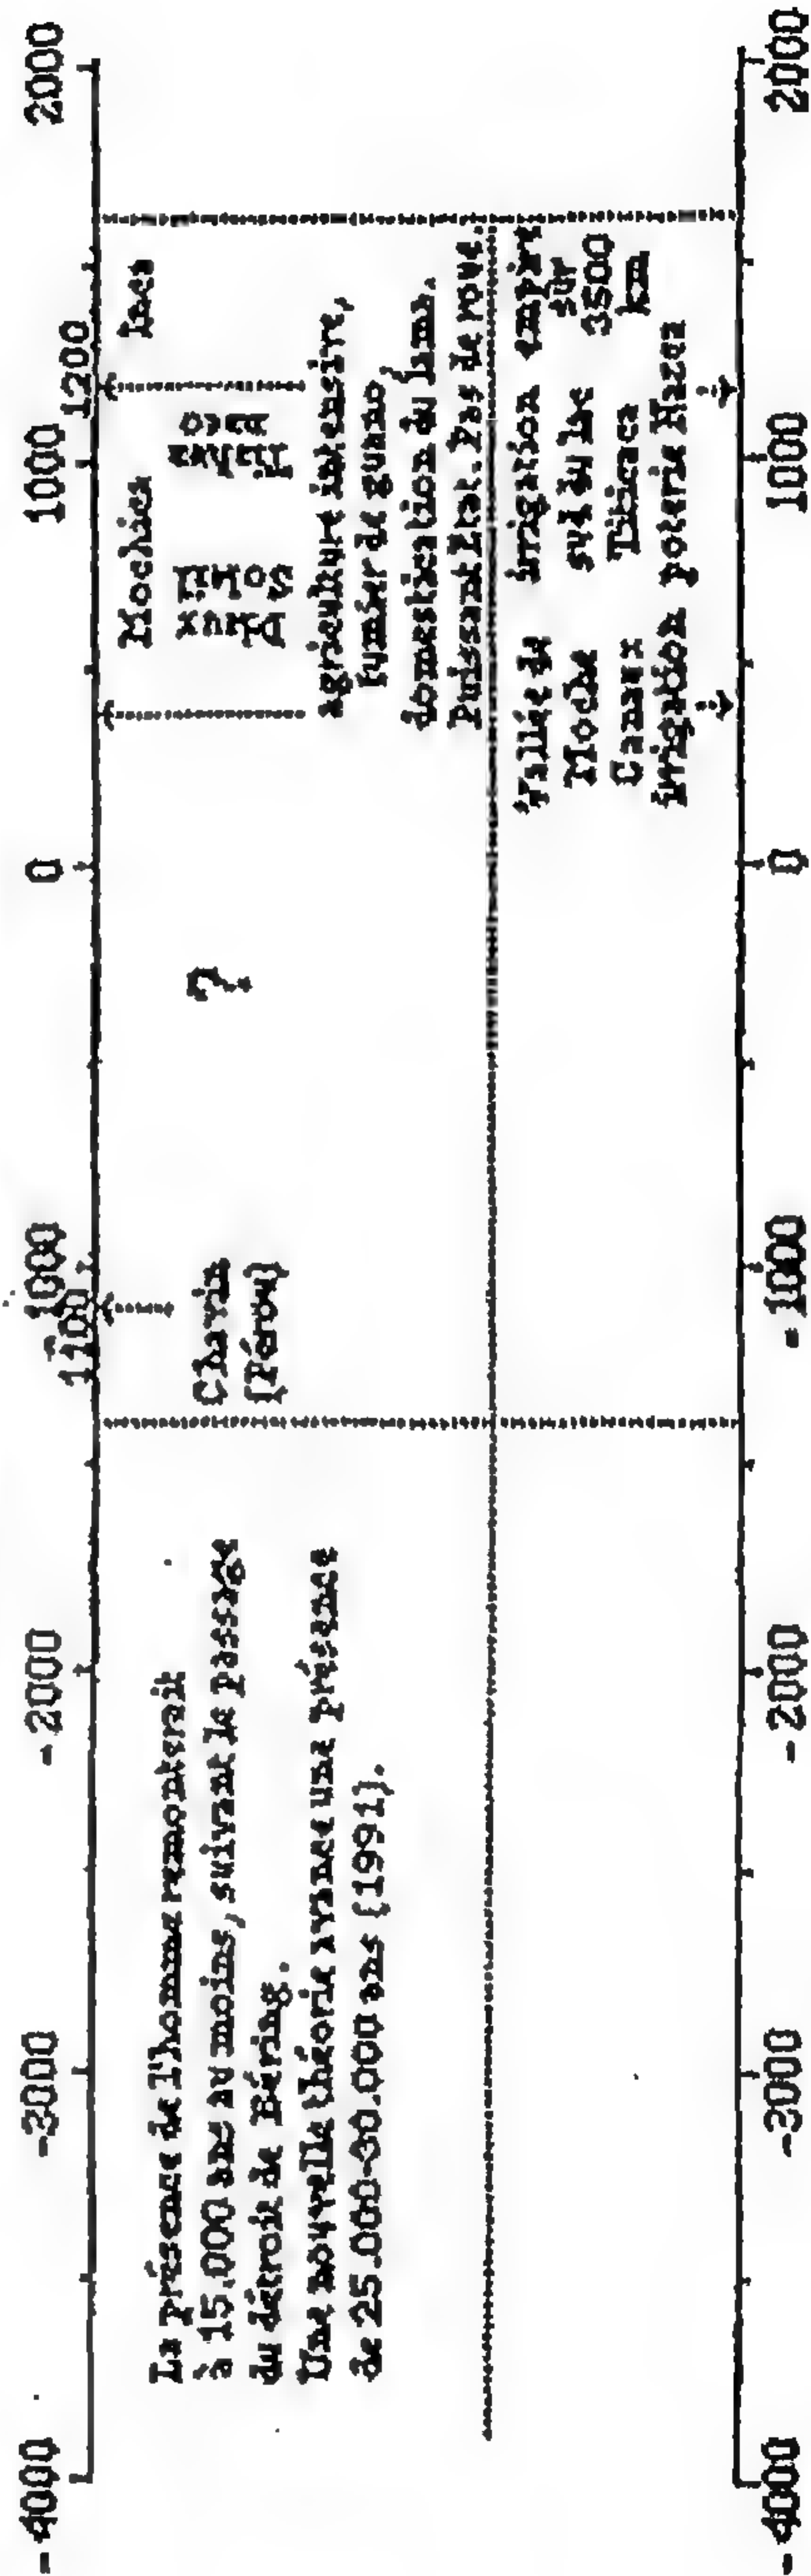 -4000 -3000 -2000 -1000 0 1000 2000
1100 1200
La présence de l'homme remonterait
à 15.000 ans au moins, suivant le passage
du détroit de Béring.
Une nouvelle théorie avance une présence
de 25.000-30.000 ans (1991).
Chavin
(Pérou)
?
Mochica
Dieux
Soleil
Incas
agriculture intensive,
fumier de guano,
domestication du lama.
Puissant Etat. Pas de roue.
Vallée de
Moche
Canaux
irrigation
irrigation
sud du lac
Titicaca
poterie Nazca
empire
sur
3500
km
-4000 -3000 -2000 -1000 0 1000 2000